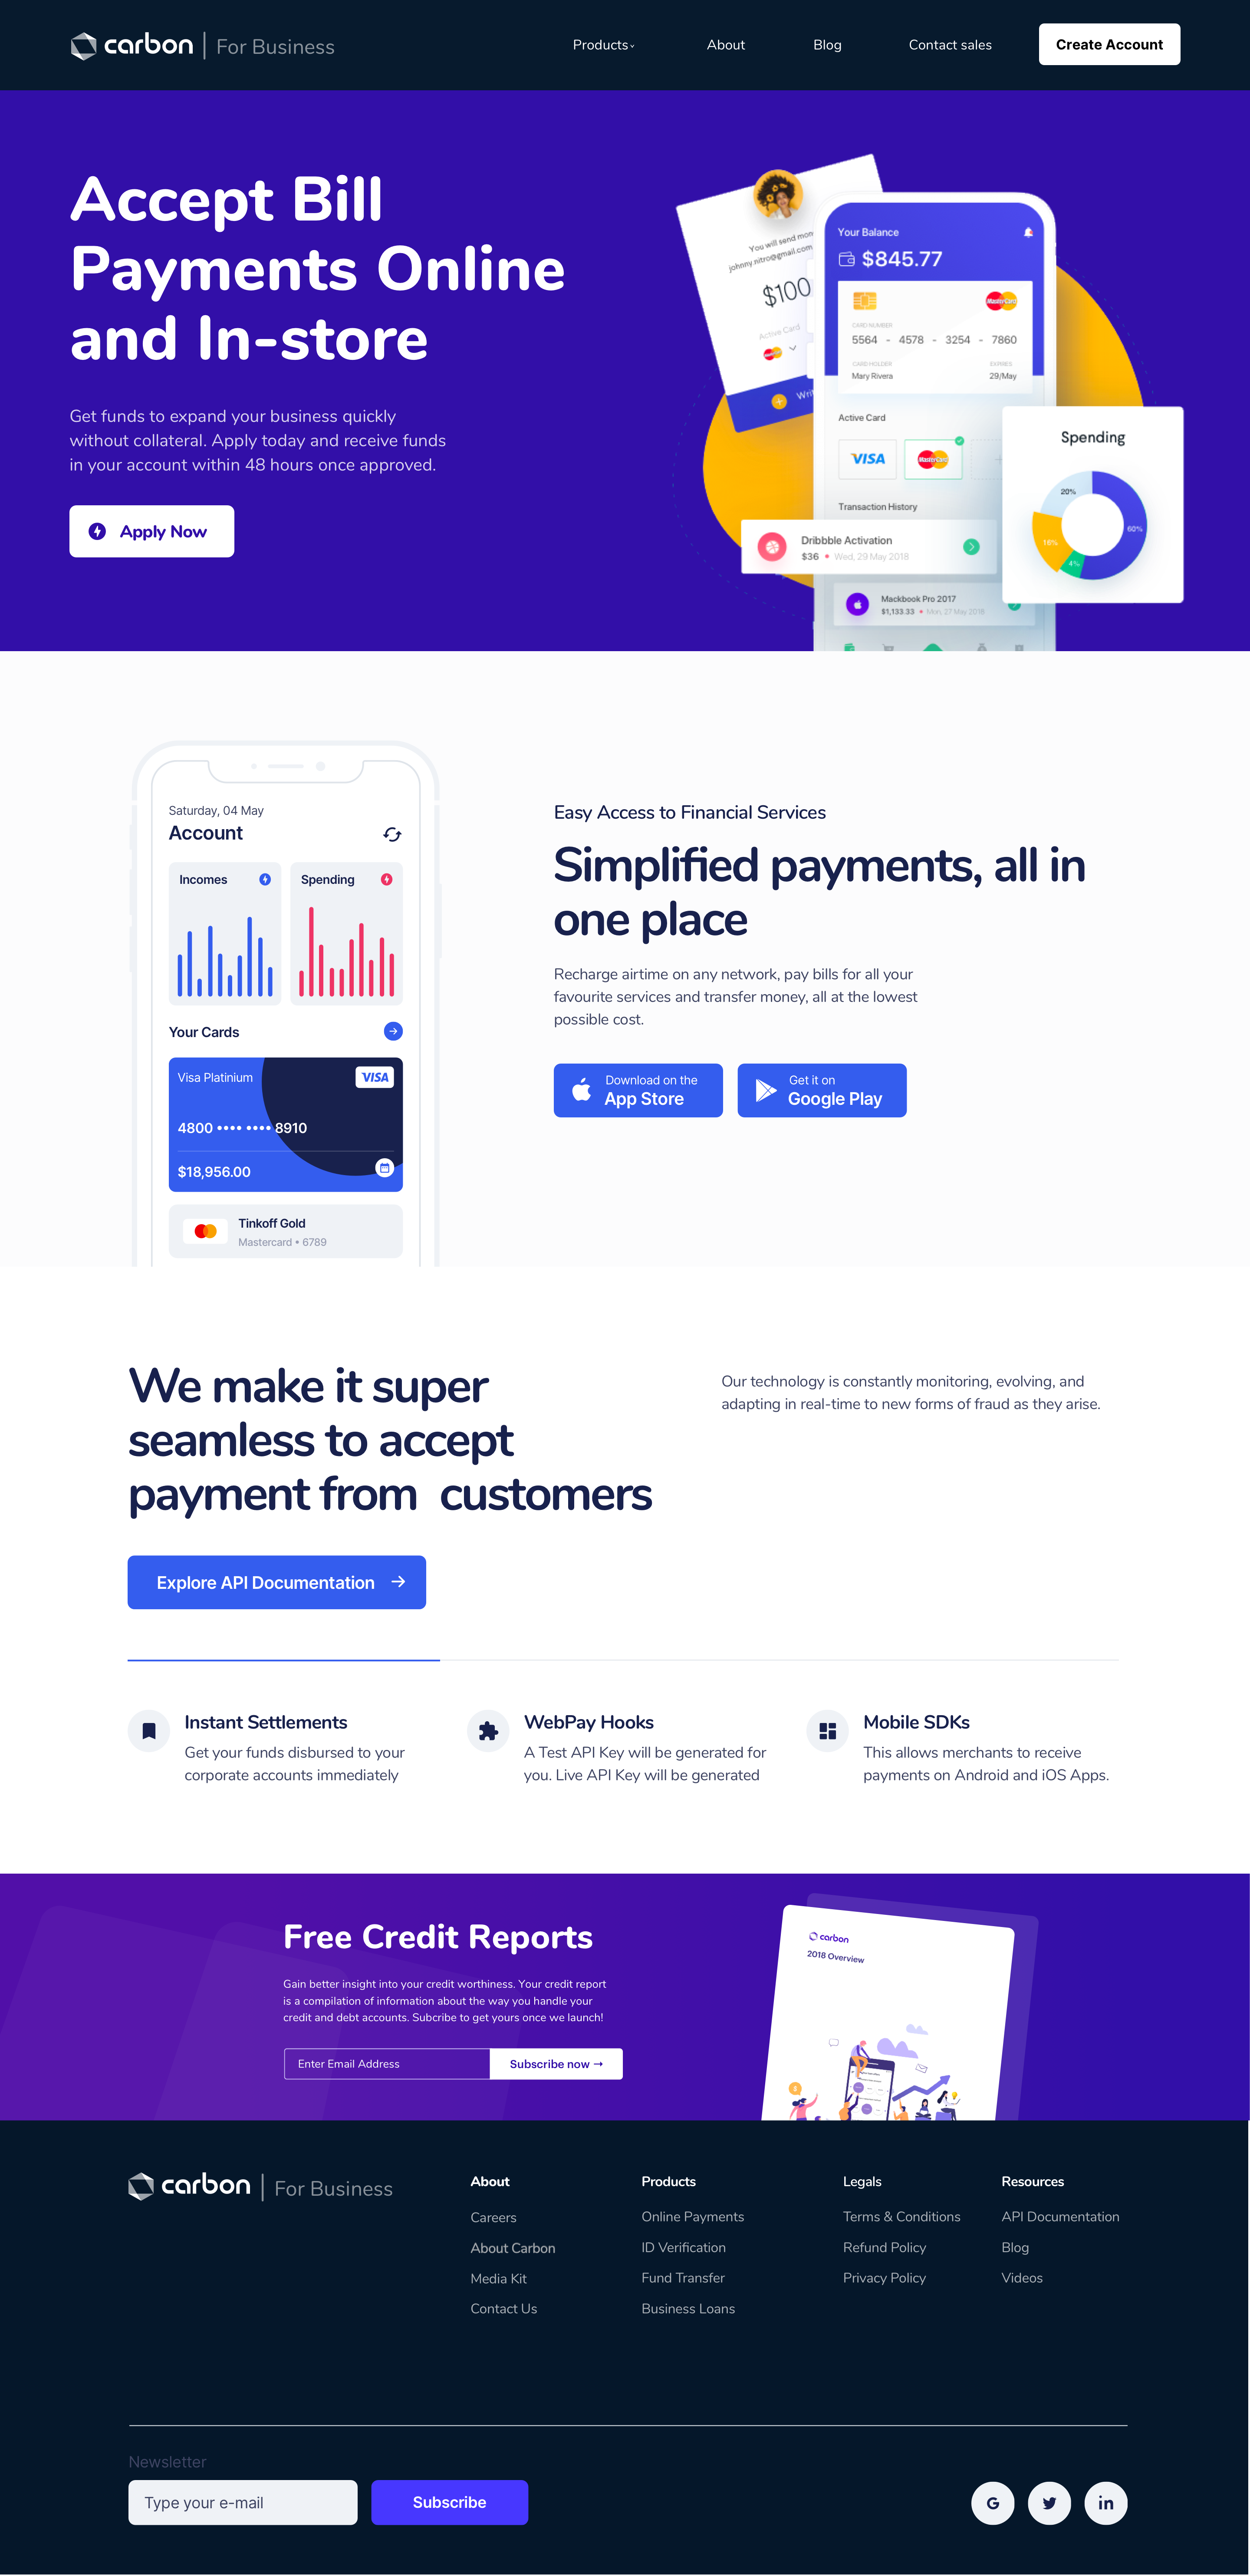 carbon | For Business
Products
About
Blog
Contact sales
Create Account
Accept Bill
Payments Online
and In-store
Get funds to expand your business quickly
without collateral. Apply today and receive funds
in your account within 48 hours once approved.
Apply Now
You will send mon
johnny.nitro@gmail.com
$100
Active Card
Writ
Your Balance
$845.77
MasterCard
CARD NUMBER
5564 - 4578 - 3254 - 7860
CARD HOLDER
EXPIRES
Mary Rivera
29/May
Active Card
VISA
MasterCard
Transaction History
Dribbble Activation
$36 • Wed, 29 May 2018
Mackbook Pro 2017
$1,133.33 • Mon, 27 May 2018
Spending
20%
60%
16%
4%
Saturday, 04 May
Account
Incomes
Spending
Your Cards
Visa Platinium
VISA
4800 •••• •••• 8910
$18,956.00
Tinkoff Gold
Mastercard • 6789
Easy Access to Financial Services
Simplified payments, all in
one place
Recharge airtime on any network, pay bills for all your
favourite services and transfer money, all at the lowest
possible cost.
Download on the
App Store
Get it on
Google Play
We make it super
seamless to accept
payment from  customers
Our technology is constantly monitoring, evolving, and
adapting in real-time to new forms of fraud as they arise.
Explore API Documentation →
Instant Settlements
Get your funds disbursed to your
corporate accounts immediately
WebPay Hooks
A Test API Key will be generated for
you. Live API Key will be generated
Mobile SDKs
This allows merchants to receive
payments on Android and iOS Apps.
Free Credit Reports
Gain better insight into your credit worthiness. Your credit report
is a compilation of information about the way you handle your
credit and debt accounts. Subcribe to get yours once we launch!
Enter Email Address
Subscribe now →
carbon
2018 Overview
carbon | For Business
About
Careers
About Carbon
Media Kit
Contact Us
Products
Online Payments
ID Verification
Fund Transfer
Business Loans
Legals
Terms & Conditions
Refund Policy
Privacy Policy
Resources
API Documentation
Blog
Videos
Newsletter
Type your e-mail
Subscribe
G
in